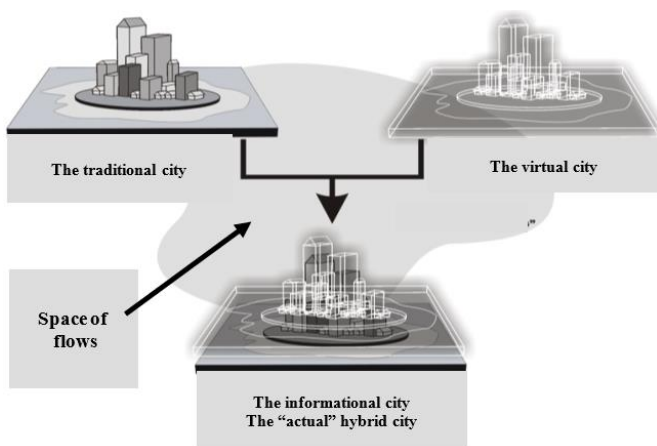 The traditional city
The virtual city
Space of
flows
The informational city
The “actual” hybrid city